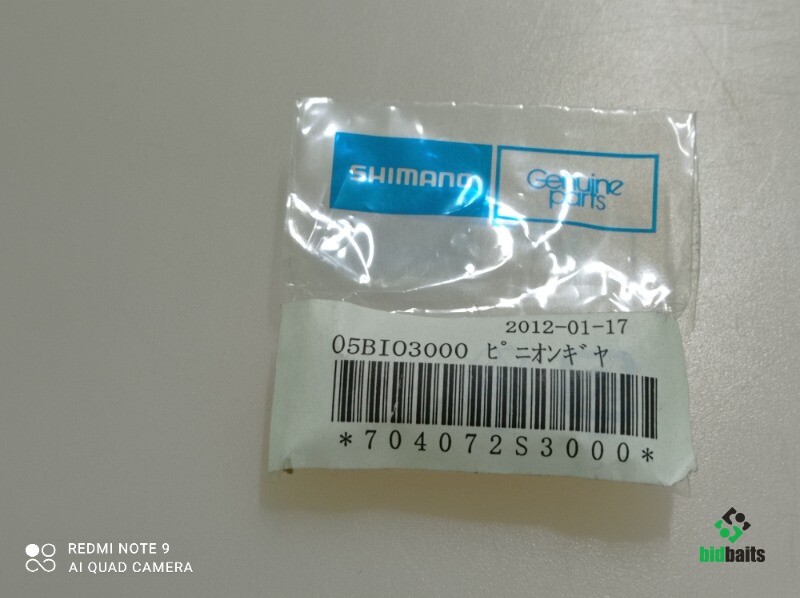 SHIMANO
Genuine
parts
2012-01-17
05BIO3000 ﾋﾟニオンｷﾞヤ
*704072S3000*
REDMI NOTE 9
AI QUAD CAMERA
bidbaits